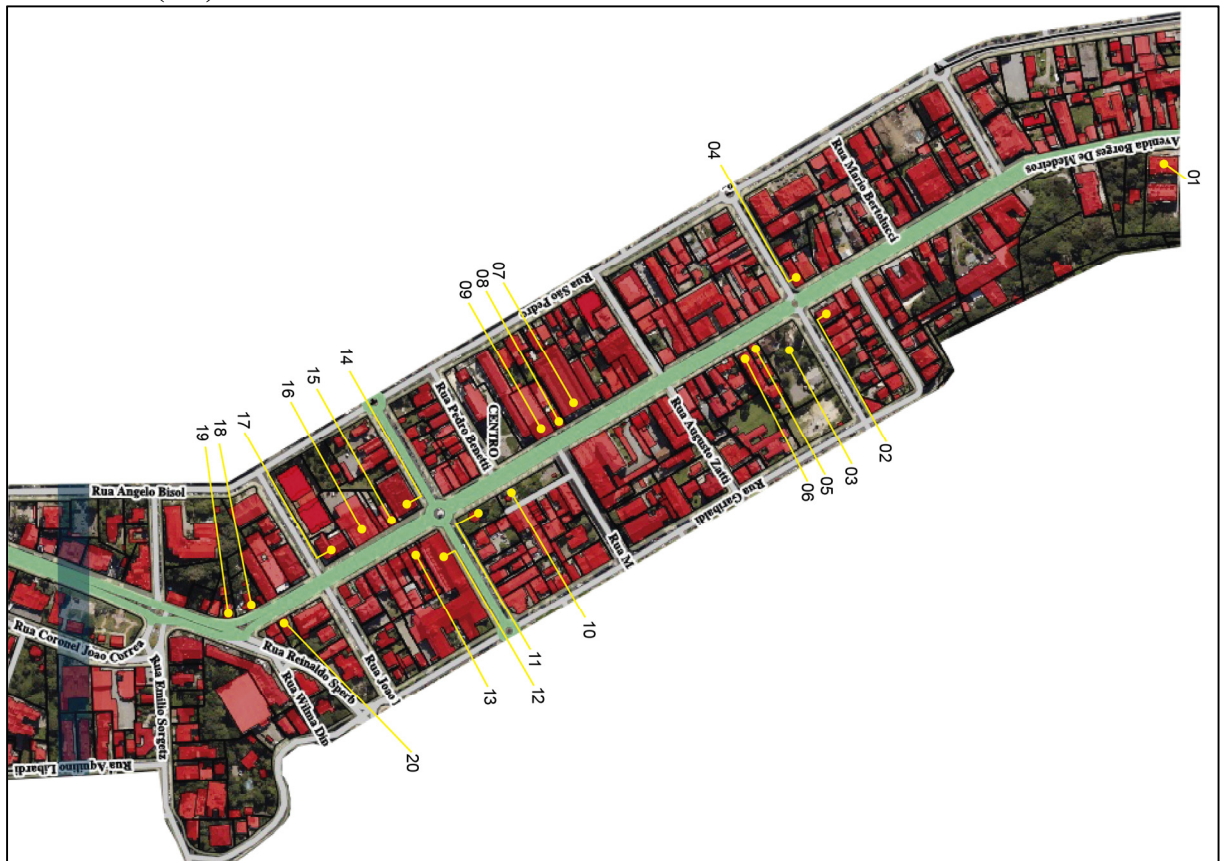 Avenida Borges De Medeiros
01
Rua Mario Bertolucci
04
Rua São Pedro
07
08
09
02
03
05
06
Rua Augusto Zatti
Rua Garibaldi
CENTRO
Rua Pedro Benetti
14
15
16
17
18
19
Rua M
10
11
12
13
Rua Angelo Bisol
Rua Joao
Rua Reinaldo Sperb
Rua Wilma Din
20
Rua Coronel Joao Correa
Rua Emilio Sorgetz
Rua Aquilino Libardi